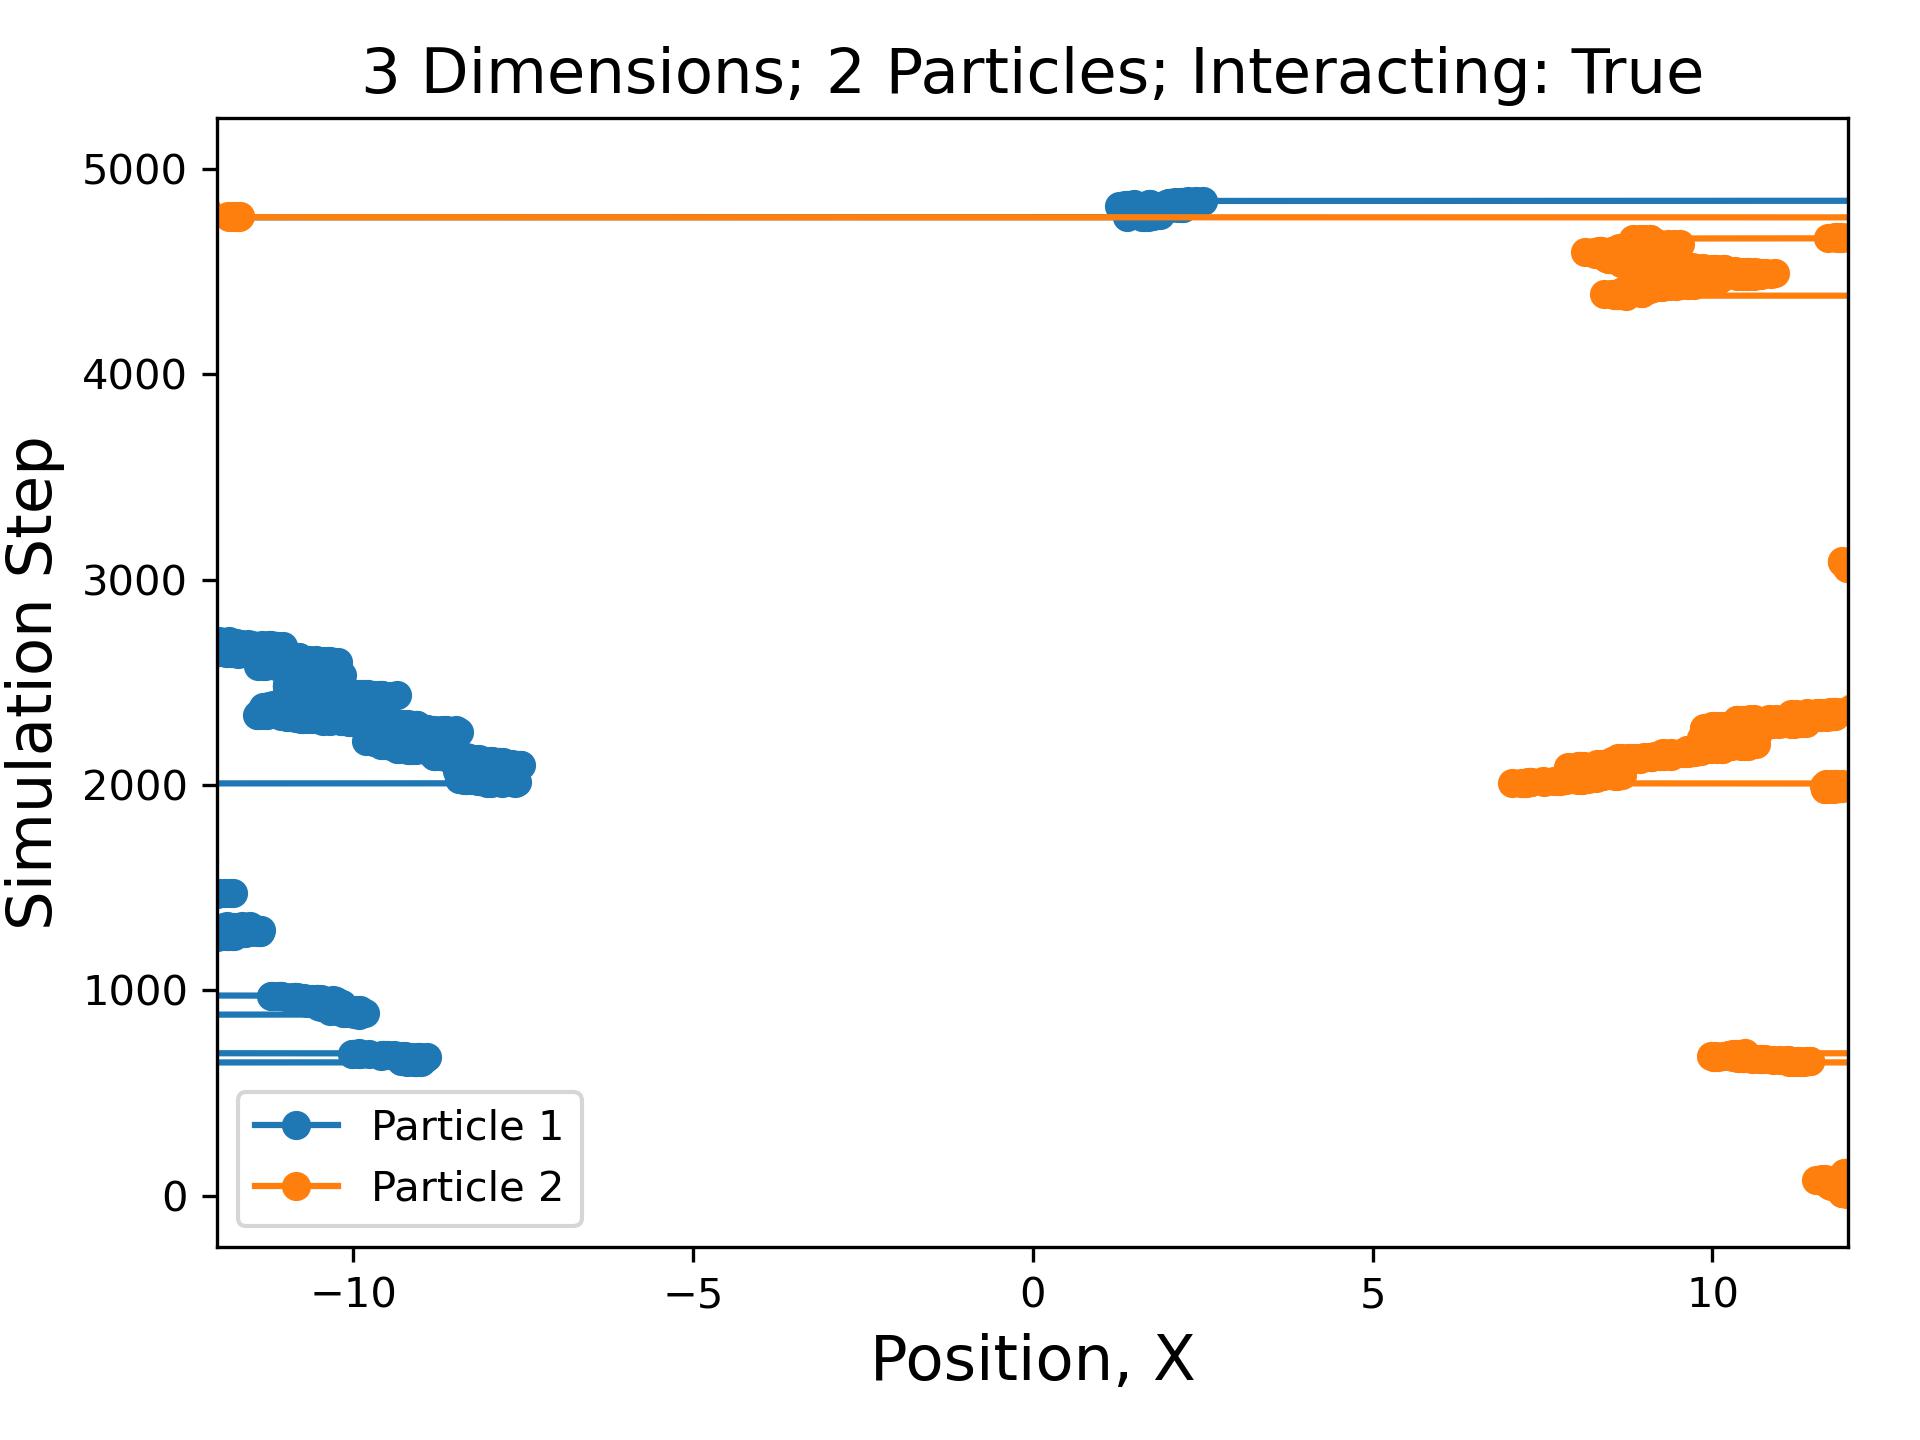 3 Dimensions; 2 Particles; Interacting: True
Simulation Step
5000
4000
3000
2000
1000
0
Particle 1
Particle 2
−10
−5
0
5
10
Position, X